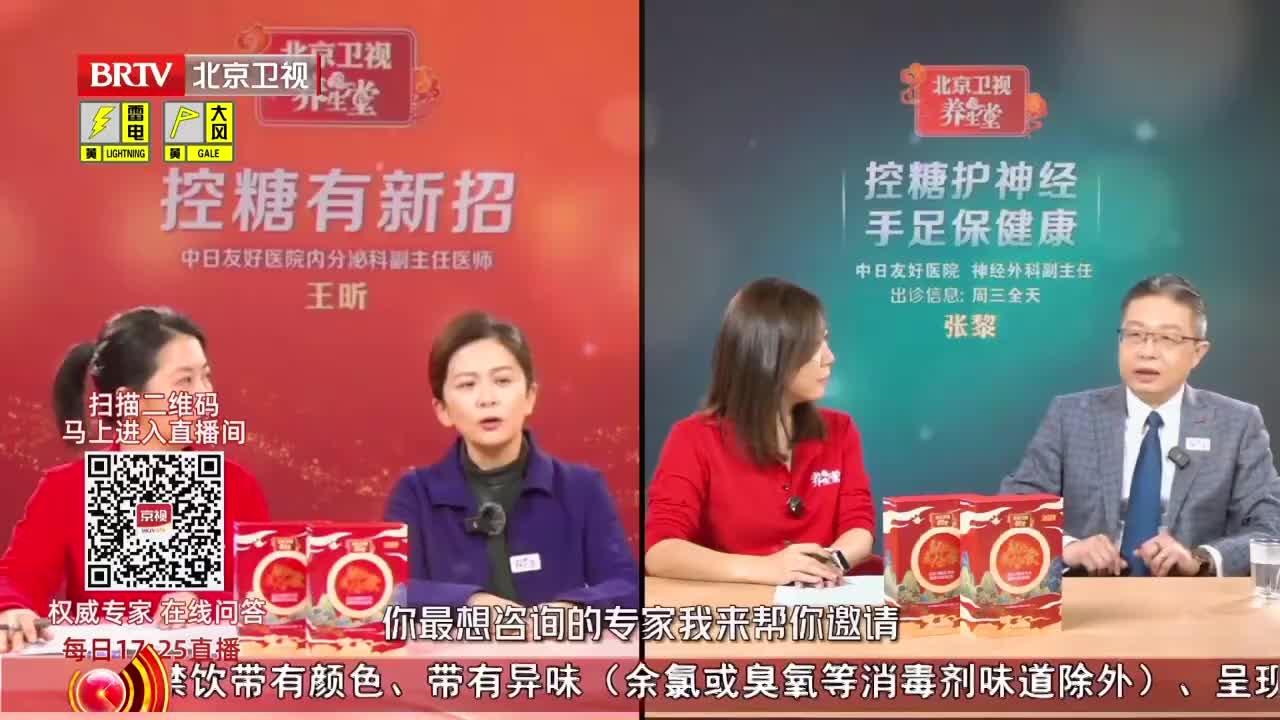 BRTV 北京卫视
雷电
黄 LIGHTNING
大风
黄 GALE
北京卫视
养生堂
控糖有新招
中日友好医院内分泌科副主任医师
王昕
北京卫视
养生堂
控糖护神经
手足保健康
中日友好医院 神经外科副主任
出诊信息: 周三全天
张黎
养生堂
扫描二维码
马上进入直播间
京视
权威专家 在线问答
每日17:25直播
你最想咨询的专家我来帮你邀请
禁饮带有颜色、带有异味（余氯或臭氧等消毒剂味道除外）、呈现